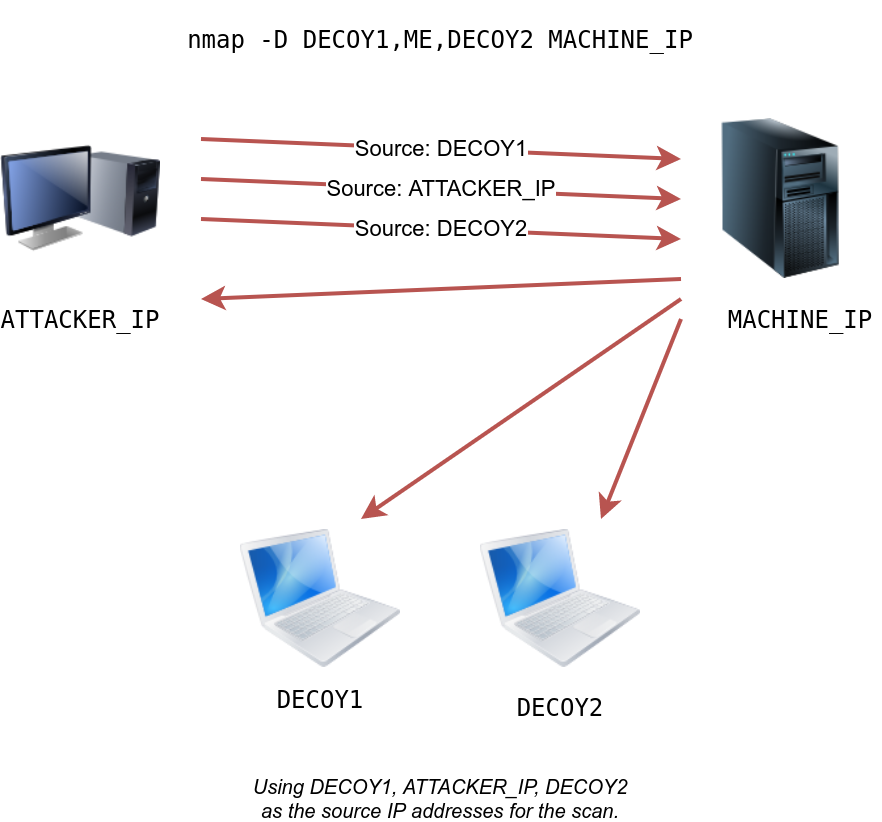 nmap -D DECOY1,ME,DECOY2 MACHINE_IP
Source: DECOY1
Source: ATTACKER_IP
Source: DECOY2
ATTACKER_IP
MACHINE_IP
DECOY1
DECOY2
Using DECOY1, ATTACKER_IP, DECOY2
as the source IP addresses for the scan.